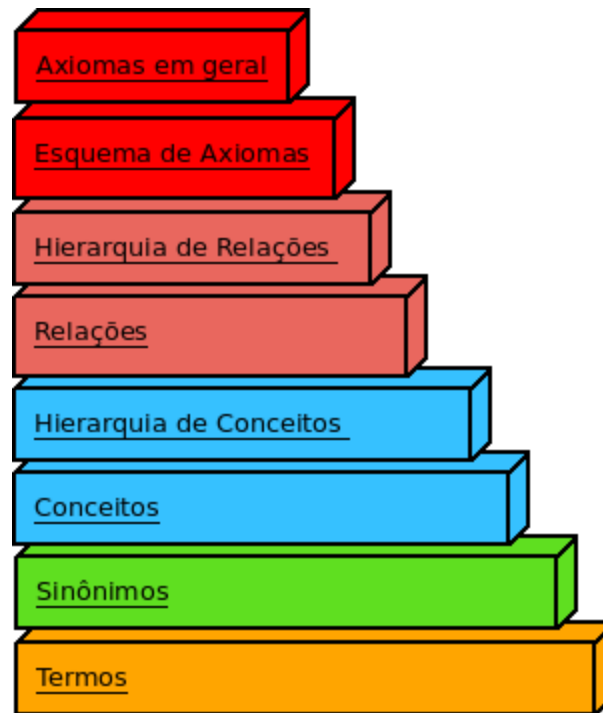 Axiomas em geral
Esquema de Axiomas
Hierarquia de Relações
Relações
Hierarquia de Conceitos
Conceitos
Sinônimos
Termos